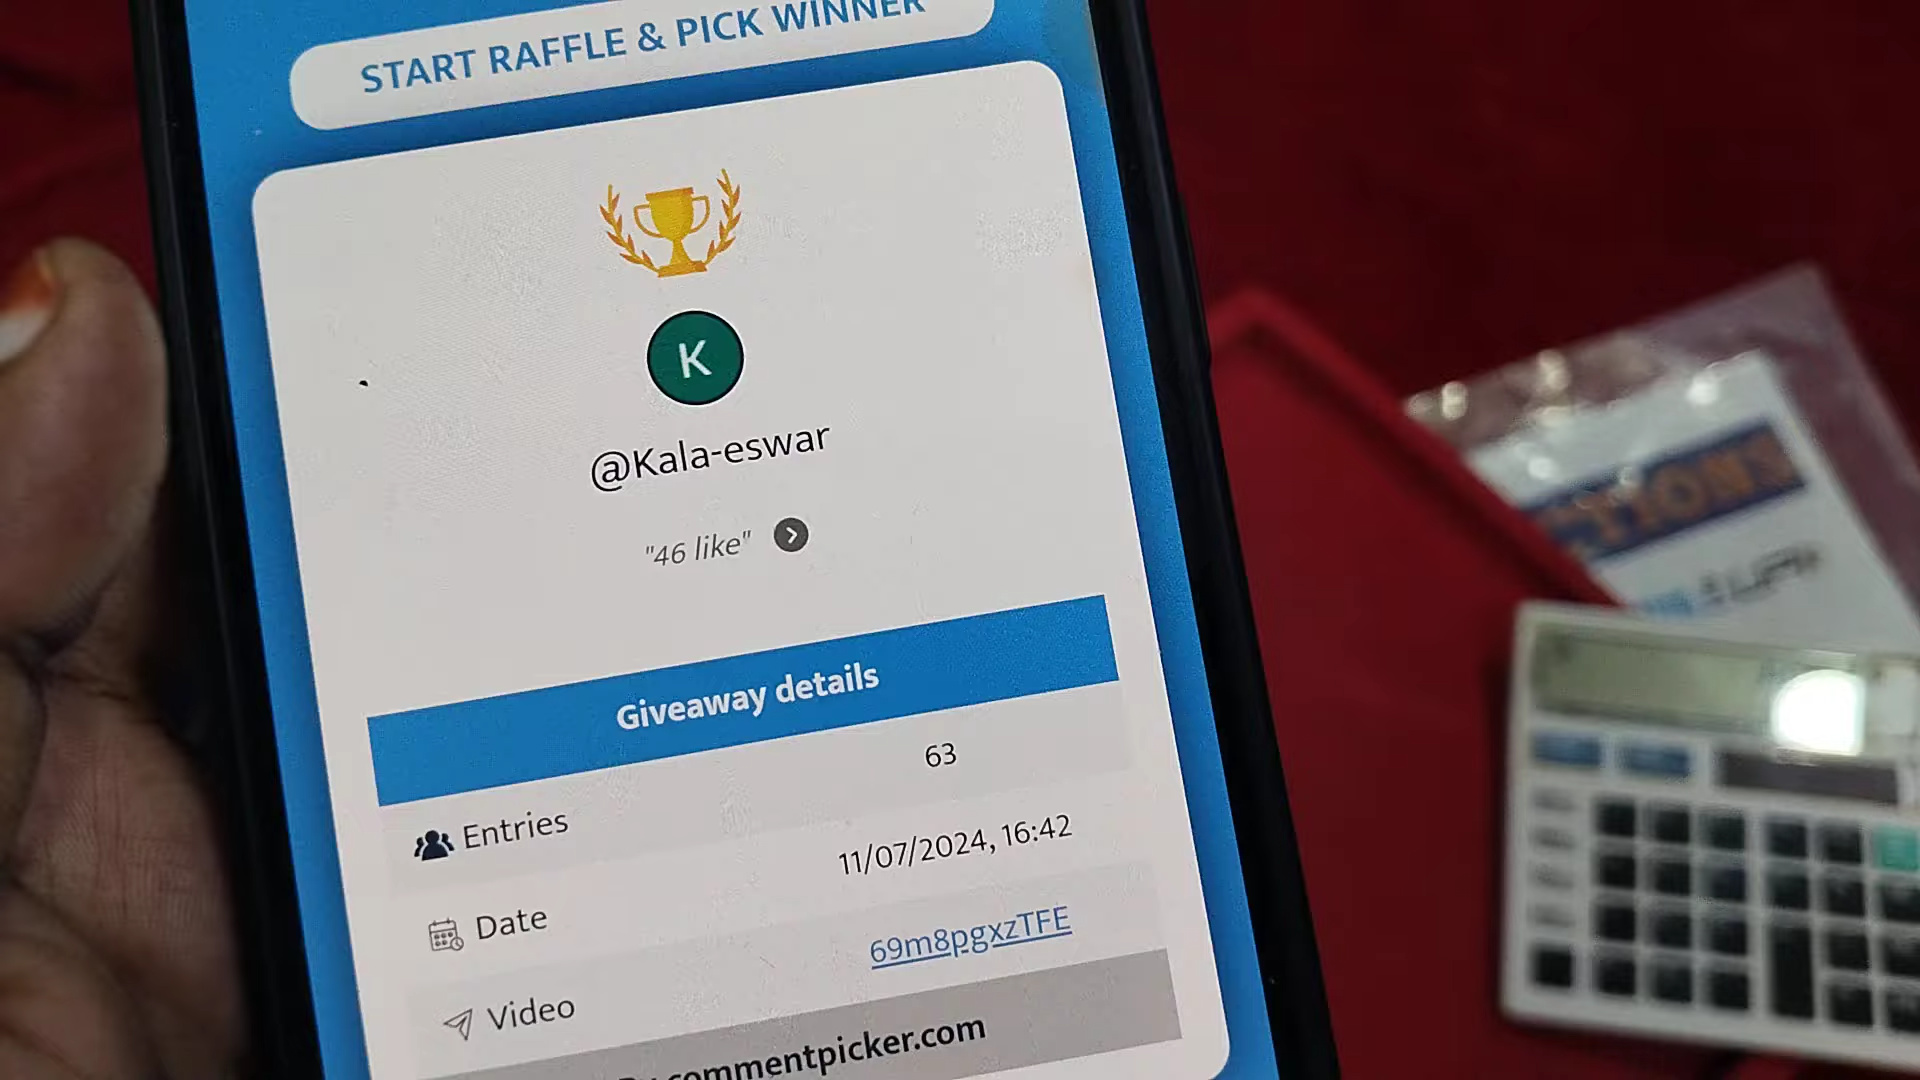 START RAFFLE & PICK WINNER
K
@Kala-eswar
"46 like"
Giveaway details
Entries 63
Date 11/07/2024, 16:42
Video 69m8pgxzTFE
commentpicker.com